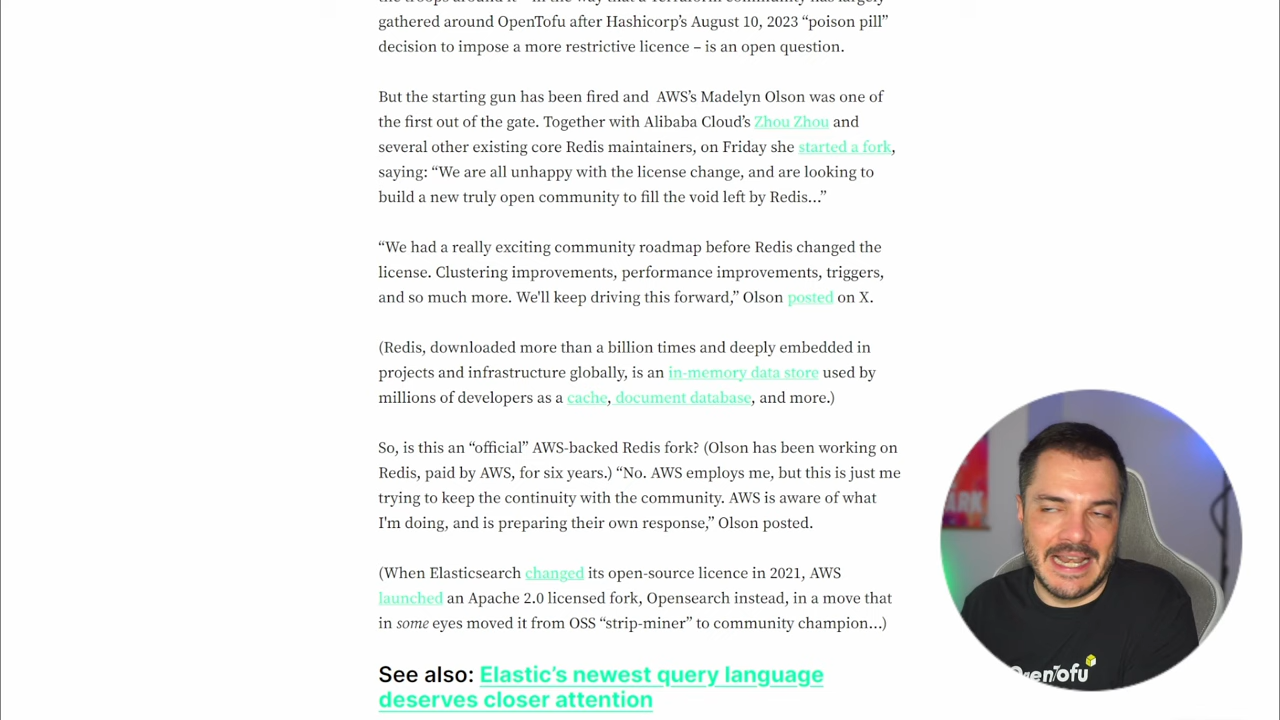 gathered around OpenTofu after Hashicorp’s August 10, 2023 “poison pill”
decision to impose a more restrictive licence – is an open question.
But the starting gun has been fired and  AWS’s Madelyn Olson was one of
the first out of the gate. Together with Alibaba Cloud’s Zhou Zhou and
several other existing core Redis maintainers, on Friday she started a fork,
saying: “We are all unhappy with the license change, and are looking to
build a new truly open community to fill the void left by Redis…”
“We had a really exciting community roadmap before Redis changed the
license. Clustering improvements, performance improvements, triggers,
and so much more. We'll keep driving this forward,” Olson posted on X.
(Redis, downloaded more than a billion times and deeply embedded in
projects and infrastructure globally, is an in-memory data store used by
millions of developers as a cache, document database, and more.)
So, is this an “official” AWS-backed Redis fork? (Olson has been working on
Redis, paid by AWS, for six years.) “No. AWS employs me, but this is just me
trying to keep the continuity with the community. AWS is aware of what
I'm doing, and is preparing their own response,” Olson posted.
(When Elasticsearch changed its open-source licence in 2021, AWS
launched an Apache 2.0 licensed fork, Opensearch instead, in a move that
in some eyes moved it from OSS “strip-miner” to community champion…)
See also: Elastic’s newest query language
deserves closer attention
OpenTofu